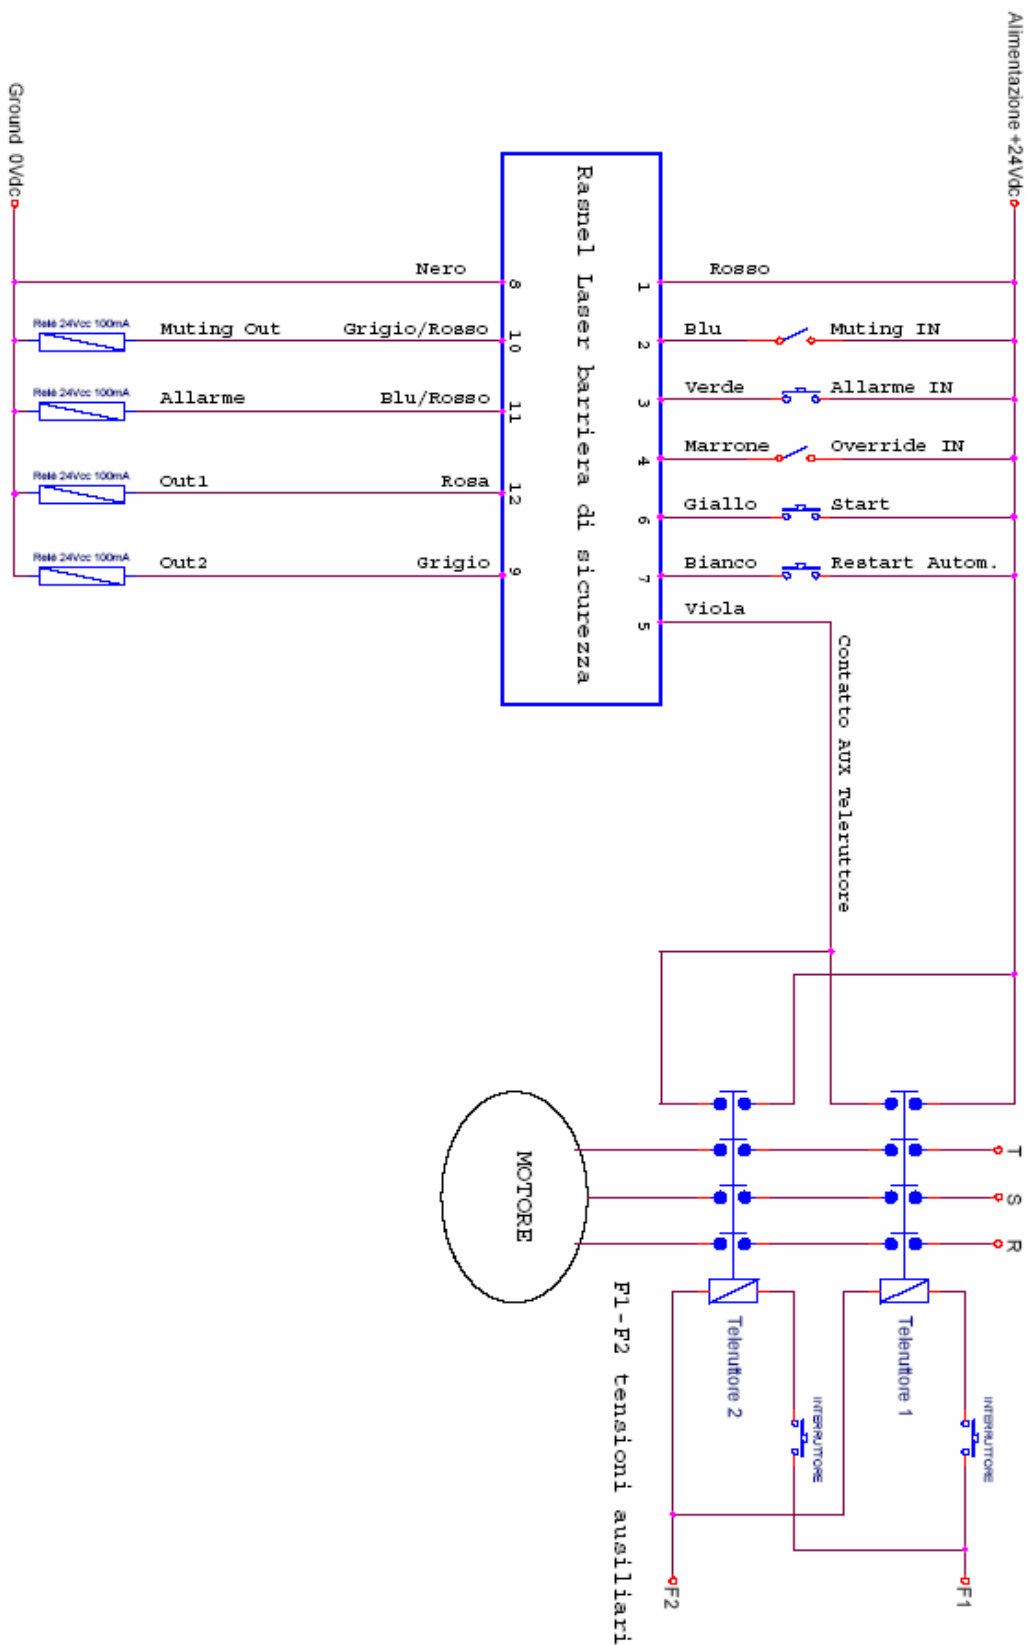 Alimentazione +24Vdc
Ground 0Vdc
Rasnel Laser barriera di sicurezza
Nero
8
1
Rosso
Relè 24Vcc 100mA
Muting Out
Grigio/Rosso
10
2
Blu
Muting IN
Relè 24Vcc 100mA
Allarme
Blu/Rosso
11
3
Verde
Allarme IN
4
Marrone
Override IN
Relè 24Vcc 100mA
Out1
Rosa
12
6
Giallo
Start
Relè 24Vcc 100mA
Out2
Grigio
9
7
Bianco
Restart Autom.
5
Viola
Contatto AUX Teleruttore
T
S
R
MOTORE
Teleruttore 1
Teleruttore 2
INTERRUTTORE
INTERRUTTORE
F1-F2 tensioni ausiliari
F1
F2